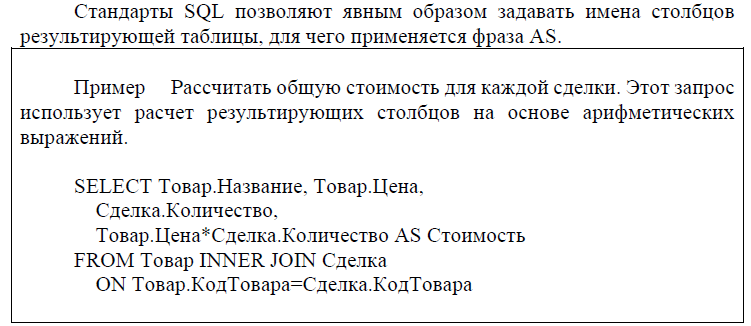 Стандарты SQL позволяют явным образом задавать имена столбцов
результирующей таблицы, для чего применяется фраза AS.
Пример Рассчитать общую стоимость для каждой сделки. Этот запрос
использует расчет результирующих столбцов на основе арифметических
выражений.
SELECT Товар.Название, Товар.Цена,
Сделка.Количество,
Товар.Цена*Сделка.Количество AS Стоимость
FROM Товар INNER JOIN Сделка
ON Товар.КодТовара=Сделка.КодТовара